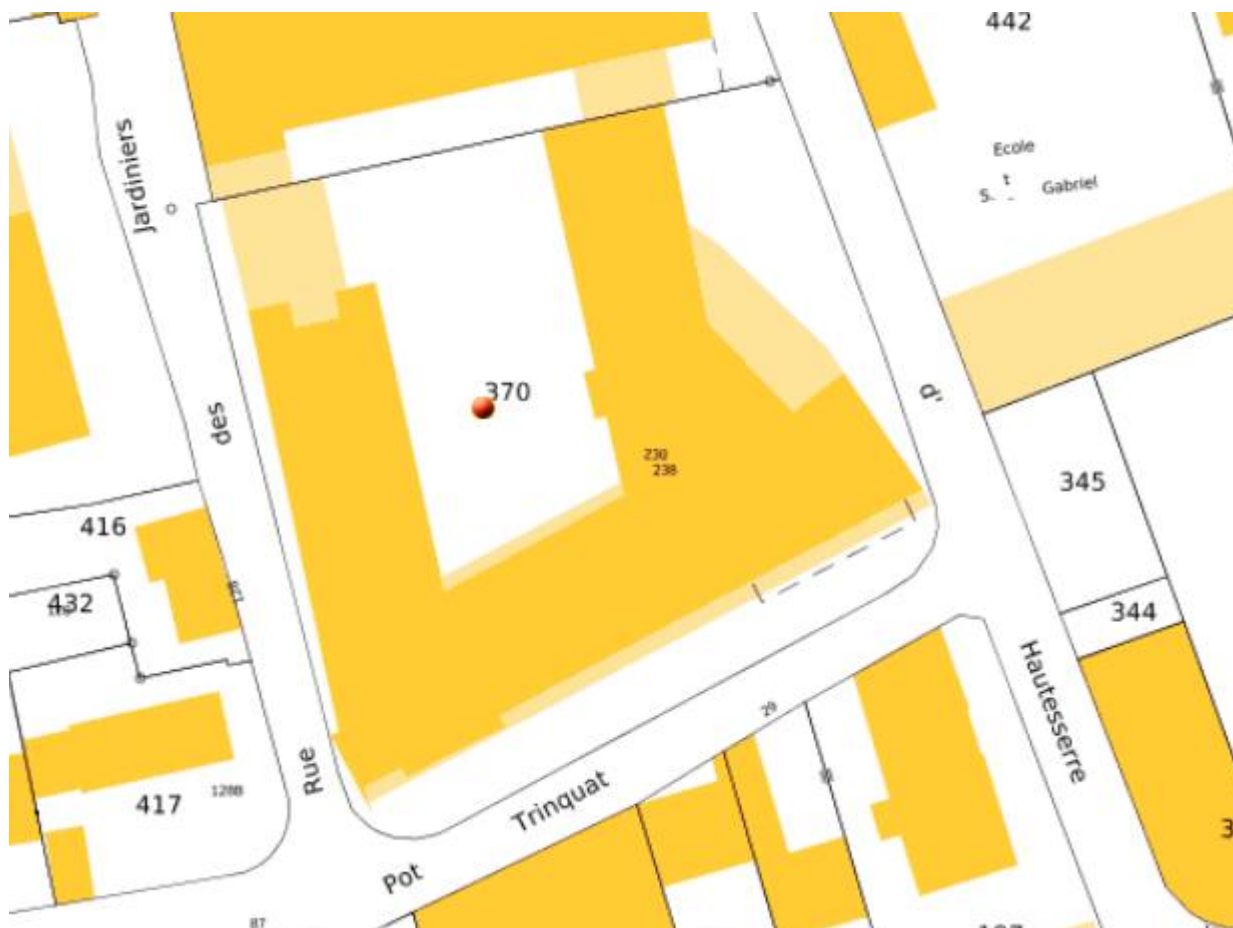 442
Jardiniers
Ecole
S.
t
Gabriel
370
des
d'
230
238
345
416
432
344
Hautesserre
29
Rue
417
128B
Trinquat
Pot
87